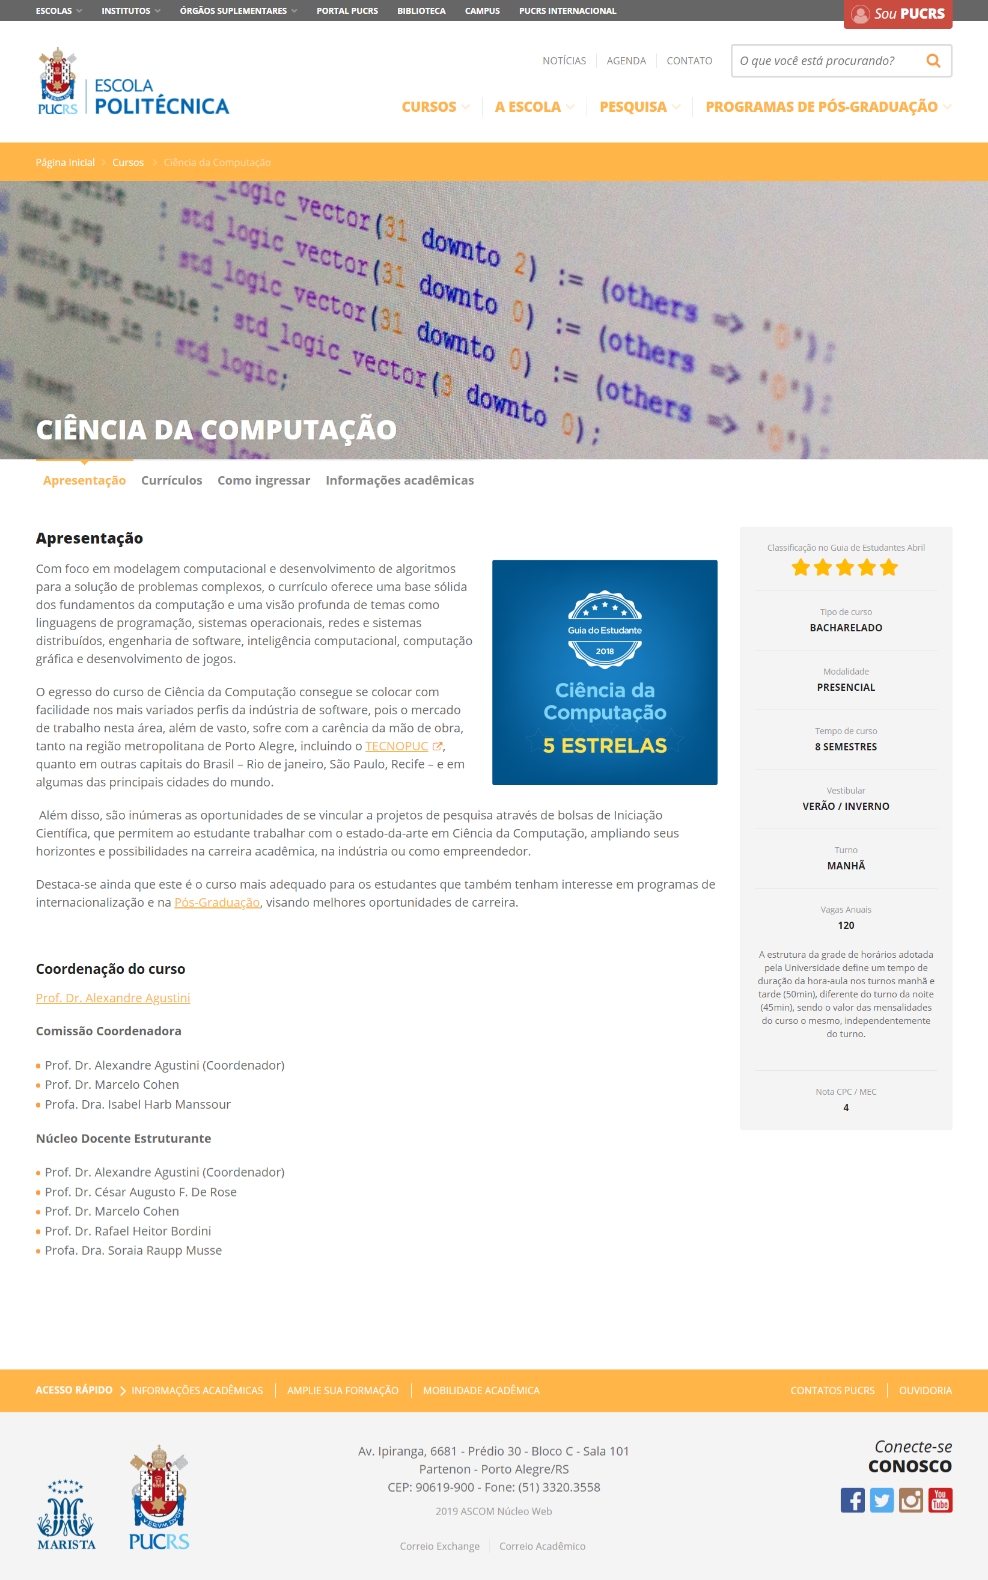 ESCOLAS
INSTITUTOS
ÓRGÃOS SUPLEMENTARES
PORTAL PUCRS
BIBLIOTECA
CAMPUS
PUCRS INTERNACIONAL
Sou PUCRS
PUCRS
ESCOLA
POLITÉCNICA
NOTÍCIAS
AGENDA
CONTATO
O que você está procurando?
CURSOS
A ESCOLA
PESQUISA
PROGRAMAS DE PÓS-GRADUAÇÃO
Página Inicial > Cursos > Ciência da Computação
: std_logic_vector(31 downto 2) := (others => '0');
data_reg : std_logic_vector(31 downto 0) := (others => '0');
write_byte_enable : std_logic_vector(31 downto 0) := (others => '0');
mem_pause_in : std_logic_vector(3 downto 0);
std_logic;
CIÊNCIA DA COMPUTAÇÃO
Apresentação
Currículos
Como ingressar
Informações acadêmicas
Apresentação
Com foco em modelagem computacional e desenvolvimento de algoritmos
para a solução de problemas complexos, o currículo oferece uma base sólida
dos fundamentos da computação e uma visão profunda de temas como
linguagens de programação, sistemas operacionais, redes e sistemas
distribuídos, engenharia de software, inteligência computacional, computação
gráfica e desenvolvimento de jogos.
O egresso do curso de Ciência da Computação consegue se colocar com
facilidade nos mais variados perfis da indústria de software, pois o mercado
de trabalho nesta área, além de vasto, sofre com a carência da mão de obra,
tanto na região metropolitana de Porto Alegre, incluindo o TECNOPUC,
quanto em outras capitais do Brasil – Rio de janeiro, São Paulo, Recife – e em
algumas das principais cidades do mundo.
Guia do Estudante
2018
Ciência da
Computação
5 ESTRELAS
Além disso, são inúmeras as oportunidades de se vincular a projetos de pesquisa através de bolsas de Iniciação
Científica, que permitem ao estudante trabalhar com o estado-da-arte em Ciência da Computação, ampliando seus
horizontes e possibilidades na carreira acadêmica, na indústria ou como empreendedor.
Destaca-se ainda que este é o curso mais adequado para os estudantes que também tenham interesse em programas de
internacionalização e na Pós-Graduação, visando melhores oportunidades de carreira.
Coordenação do curso
Prof. Dr. Alexandre Agustini
Comissão Coordenadora
Prof. Dr. Alexandre Agustini (Coordenador)
Prof. Dr. Marcelo Cohen
Profa. Dra. Isabel Harb Manssour
Núcleo Docente Estruturante
Prof. Dr. Alexandre Agustini (Coordenador)
Prof. Dr. César Augusto F. De Rose
Prof. Dr. Marcelo Cohen
Prof. Dr. Rafael Heitor Bordini
Profa. Dra. Soraia Raupp Musse
Classificação no Guia de Estudantes Abril
Tipo de curso
BACHARELADO
Modalidade
PRESENCIAL
Tempo de curso
8 SEMESTRES
Vestibular
VERÃO / INVERNO
Turno
MANHÃ
Vagas Anuais
120
A estrutura da grade de horários adotada
pela Universidade define um tempo de
duração da hora-aula nos turnos manhã e
tarde (50min), diferente do turno da noite
(45min), sendo o valor das mensalidades
do curso o mesmo, independentemente
do turno.
Nota CPC / MEC
4
ACESSO RÁPIDO
INFORMAÇÕES ACADÊMICAS
AMPLIE SUA FORMAÇÃO
MOBILIDADE ACADÊMICA
CONTATOS PUCRS
OUVIDORIA
MARISTA
PUCRS
Av. Ipiranga, 6681 - Prédio 30 - Bloco C - Sala 101
Partenon - Porto Alegre/RS
CEP: 90619-900 - Fone: (51) 3320.3558
2019 ASCOM Núcleo Web
Correio Exchange
Correio Acadêmico
Conecte-se
CONOSCO
You
Tube